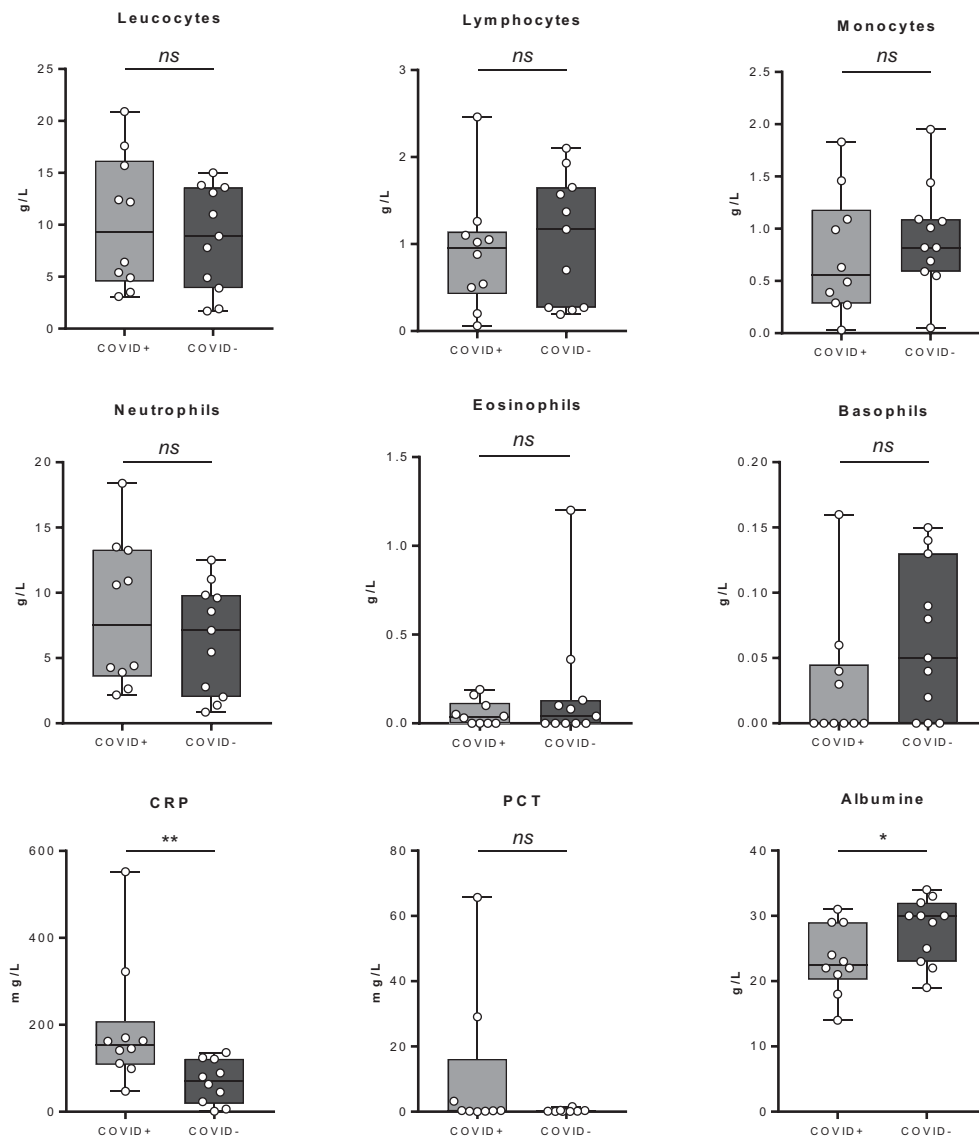 Leucocytes
ns
25
20
15
10
5
0
g/L
COVID+ COVID-
Lymphocytes
ns
3
2
1
0
g/L
COVID+ COVID-
Monocytes
ns
2.5
2.0
1.5
1.0
0.5
0.0
g/L
COVID+ COVID-
Neutrophils
ns
20
15
10
5
0
g/L
COVID+ COVID-
Eosinophils
ns
1.5
1.0
0.5
0.0
g/L
COVID+ COVID-
Basophils
ns
0.20
0.15
0.10
0.05
0.00
g/L
COVID+ COVID-
CRP
**
600
400
200
0
mg/L
COVID+ COVID-
PCT
ns
80
60
40
20
0
mg/L
COVID+ COVID-
Albumine
*
40
30
20
10
0
g/L
COVID+ COVID-